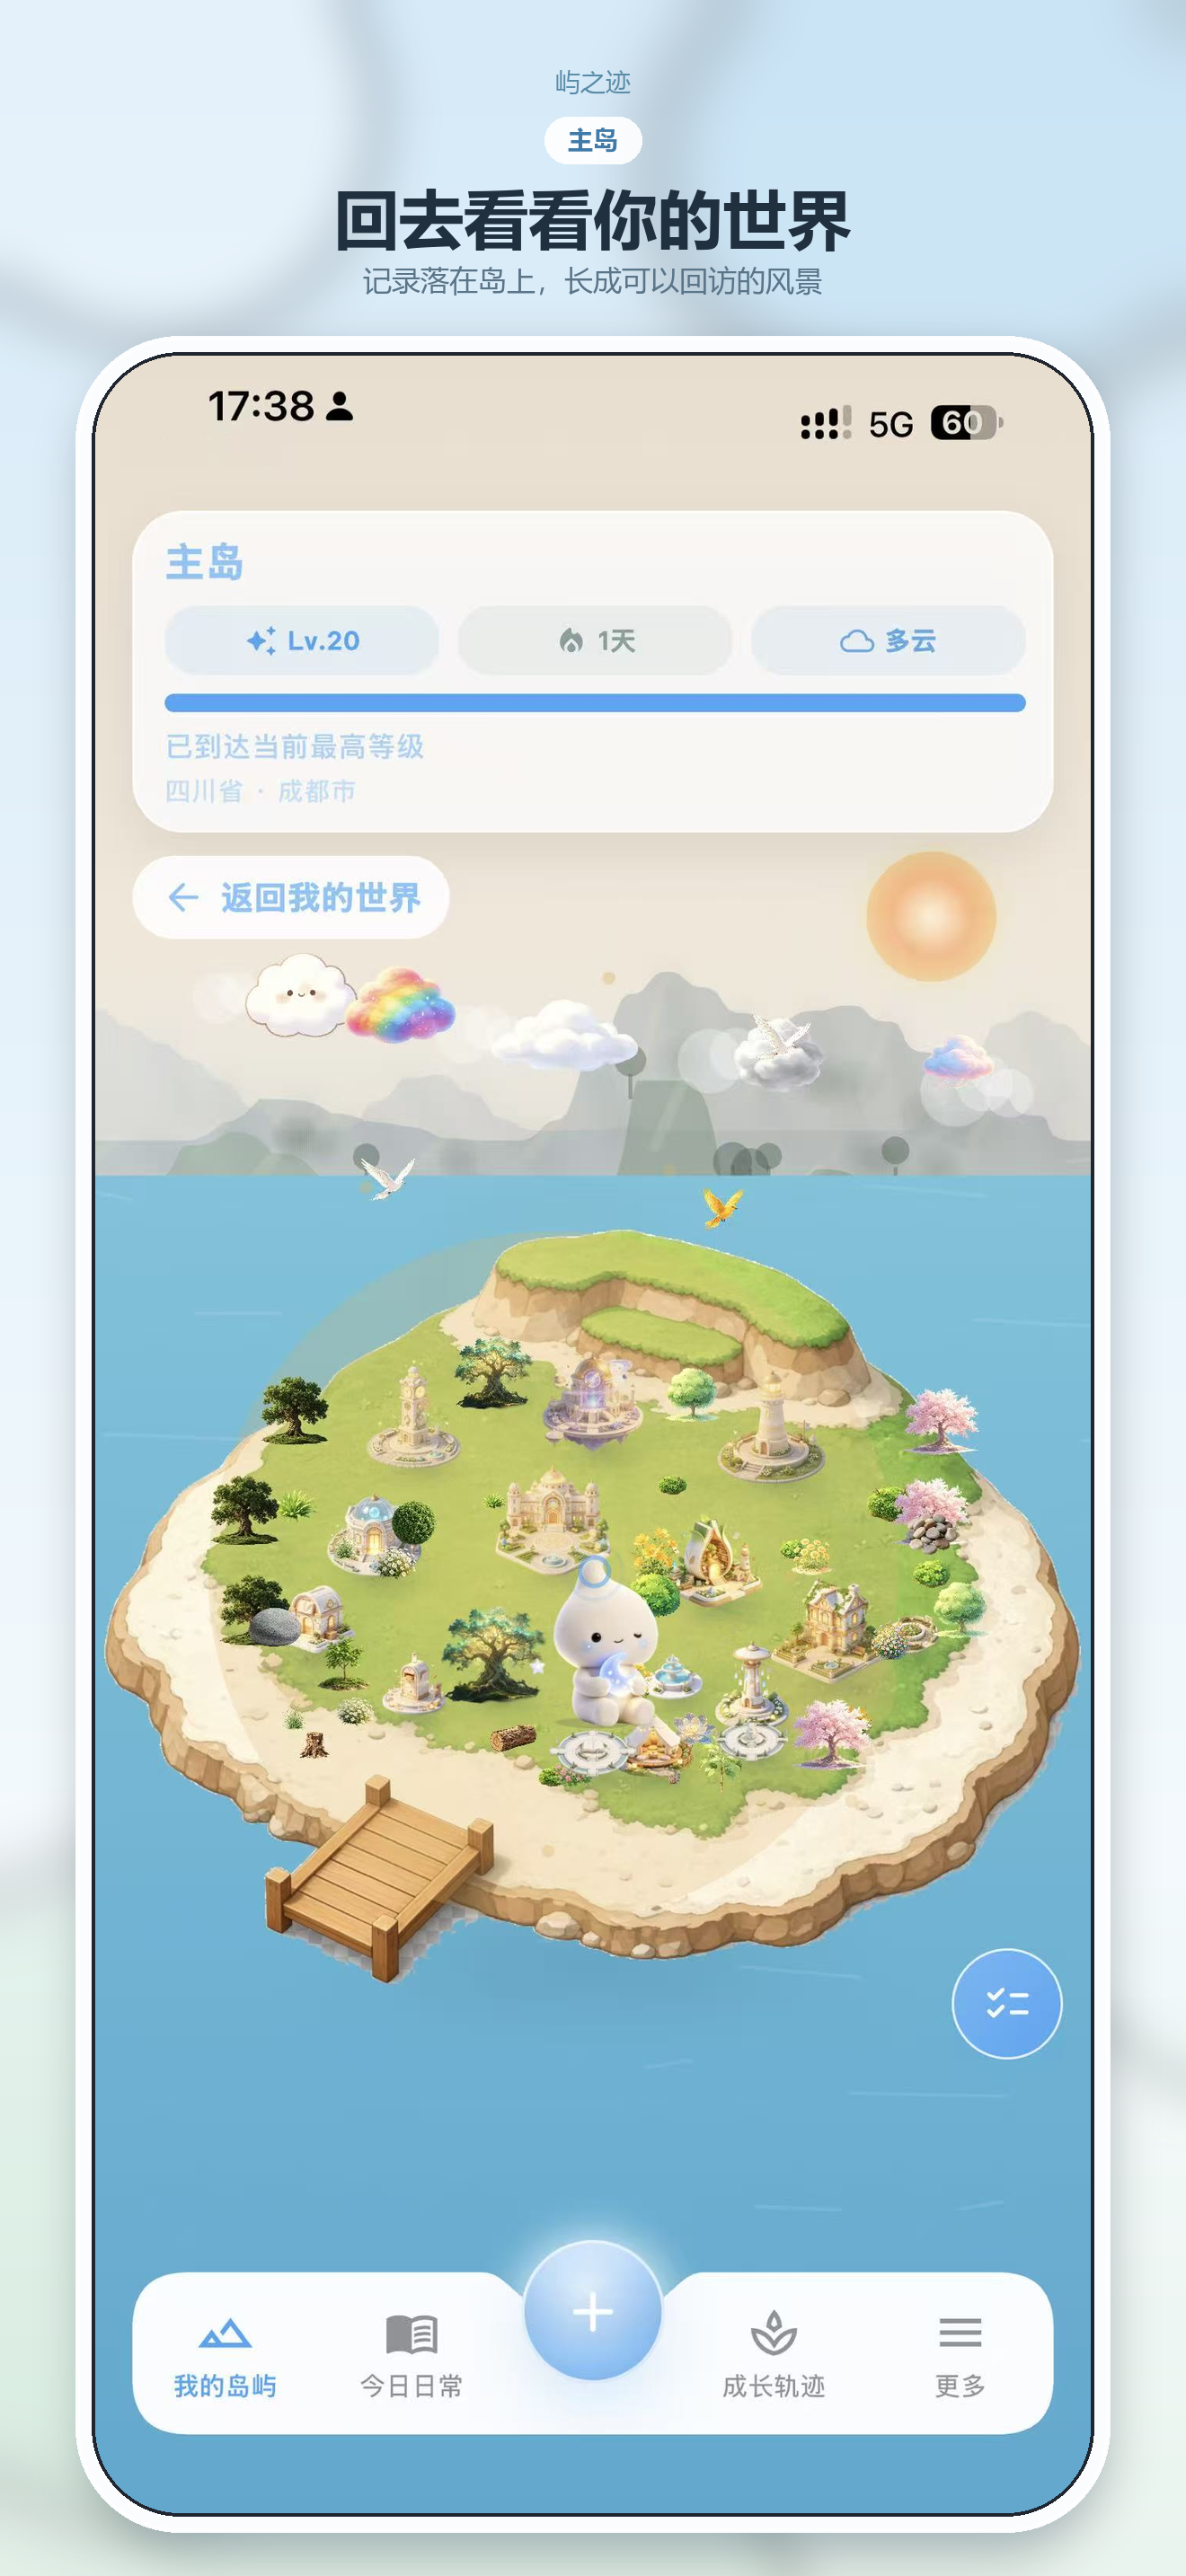 屿之迹
主岛
回去看看你的世界
记录落在岛上，长成可以回访的风景
17:38
5G
60
主岛
Lv.20
1天
多云
已到达当前最高等级
四川省 · 成都市
返回我的世界
我的岛屿
今日日常
成长轨迹
更多